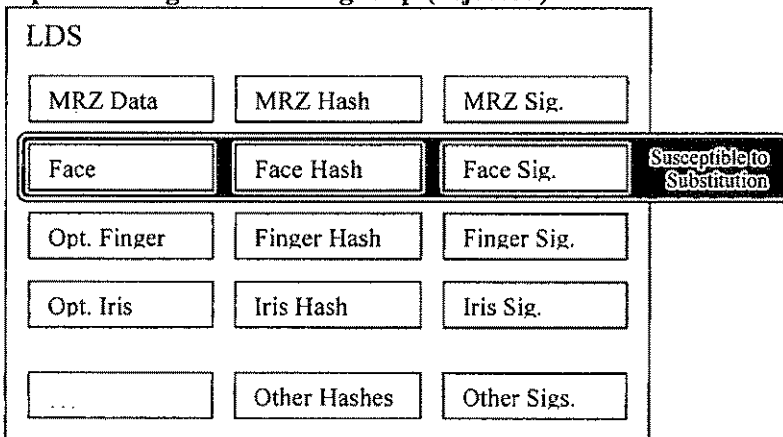 LDS
MRZ Data MRZ Hash MRZ Sig.
Face Face Hash Face Sig. Susceptible to
Substitution
Opt. Finger Finger Hash Finger Sig.
Opt. Iris Iris Hash Iris Sig.
... Other Hashes Other Sigs.